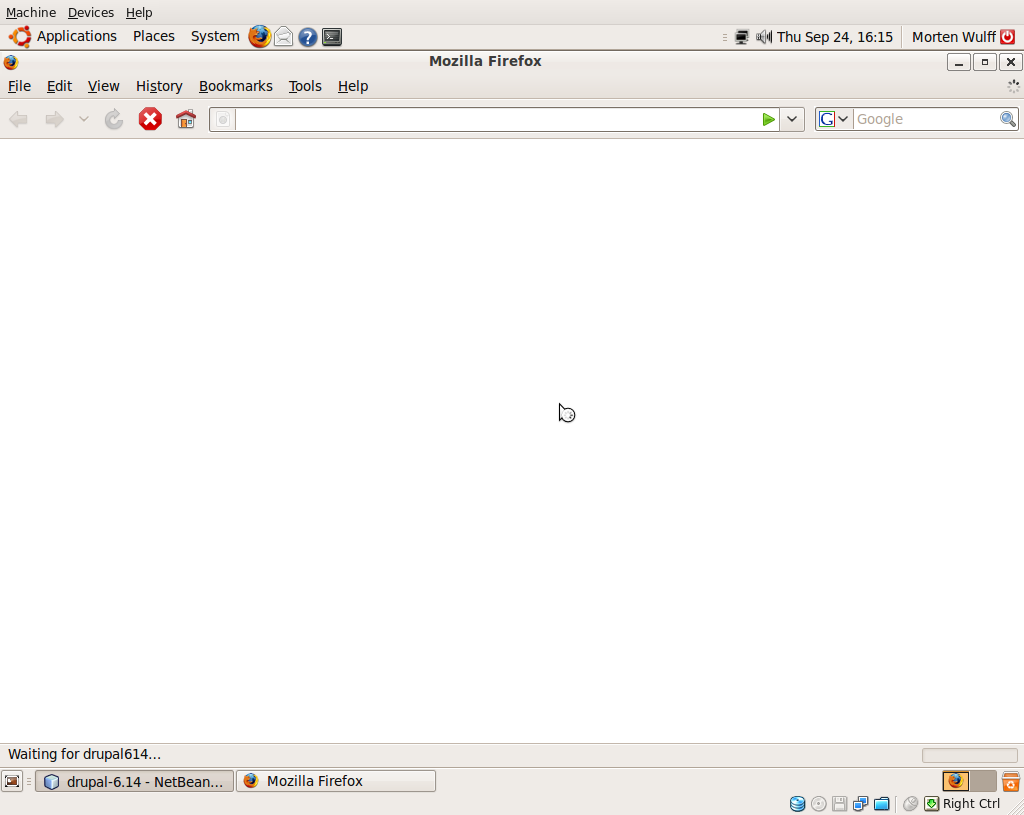 Machine Devices Help
Applications Places System Thu Sep 24, 16:15 Morten Wulff
Mozilla Firefox
File Edit View History Bookmarks Tools Help
G Google
Waiting for drupal614...
drupal-6.14 - NetBean... Mozilla Firefox
Right Ctrl